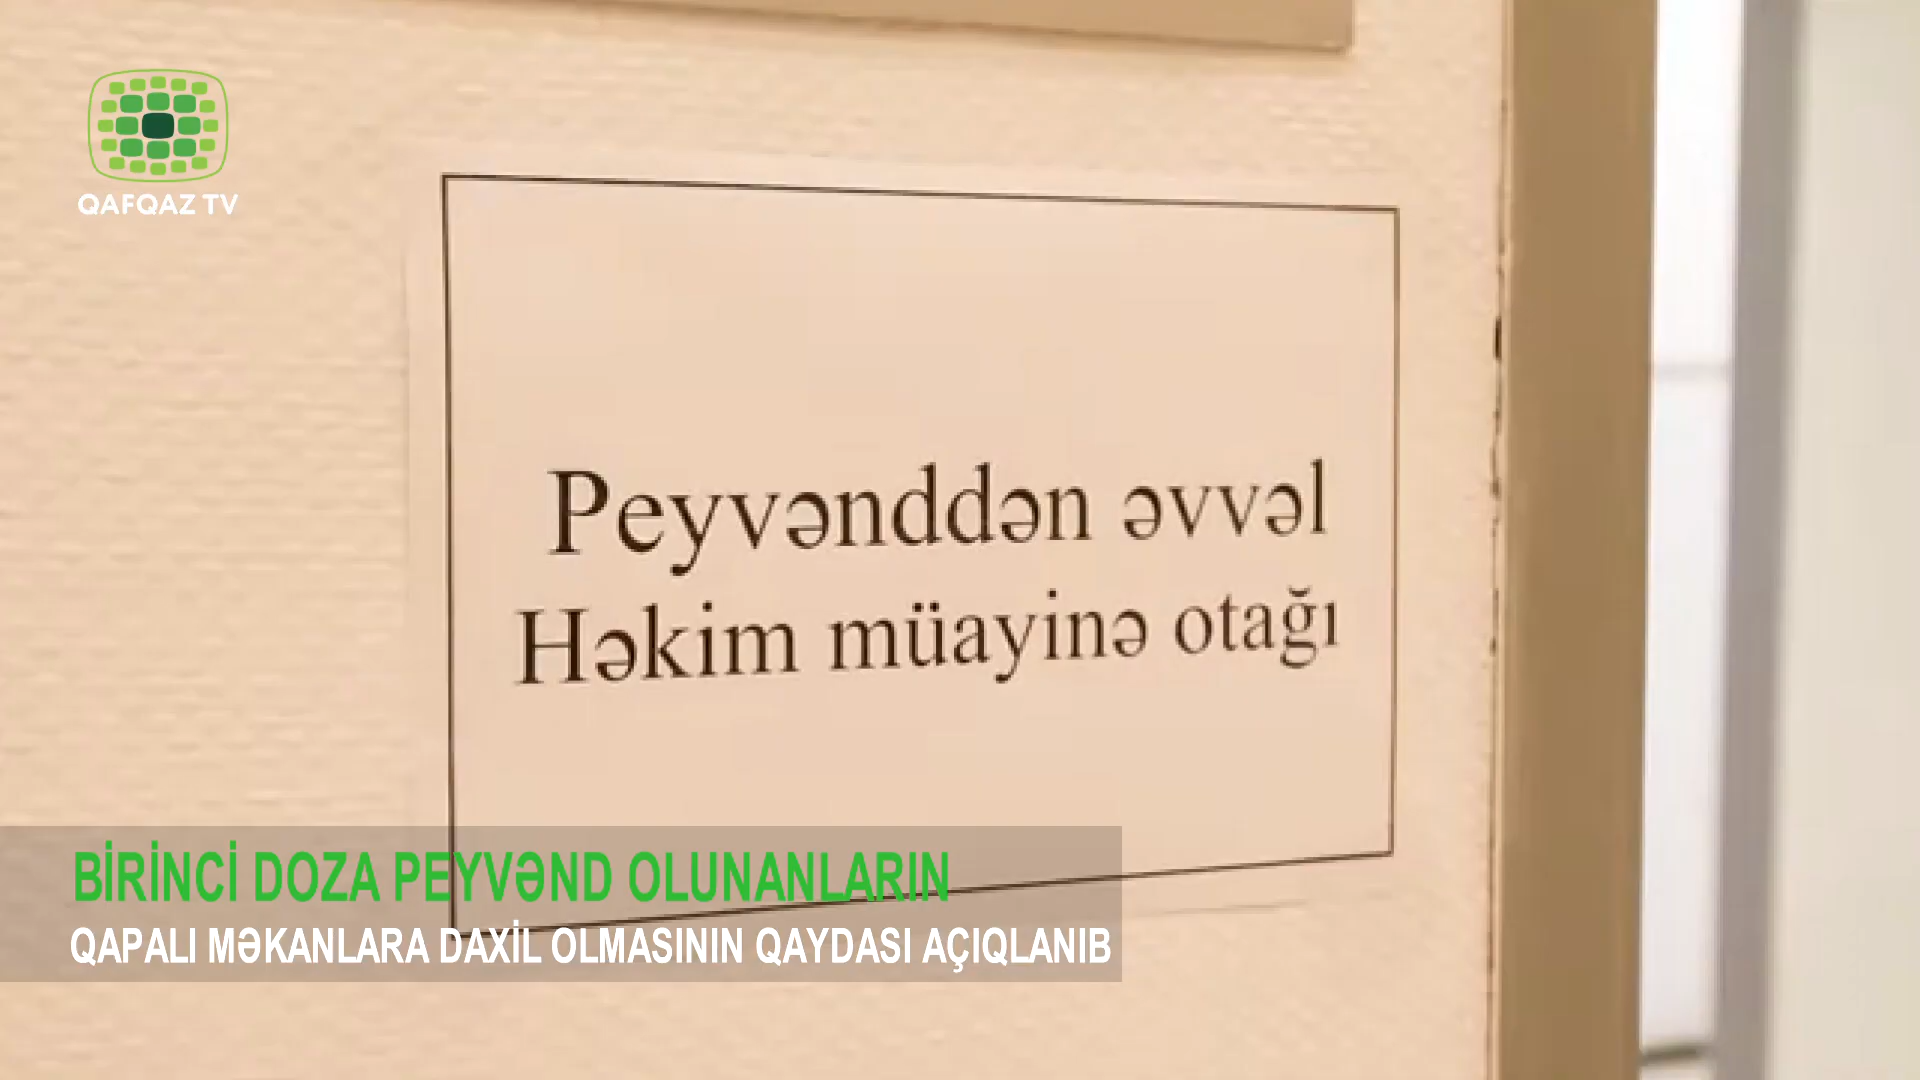 QAFQAZ TV
Peyvənddən əvvəl
Həkim müayinə otağı
BİRİNCİ DOZA PEYVƏND OLUNANLARIN
QAPALI MƏKANLARA DAXİL OLMASININ QAYDASI AÇIQLANIB